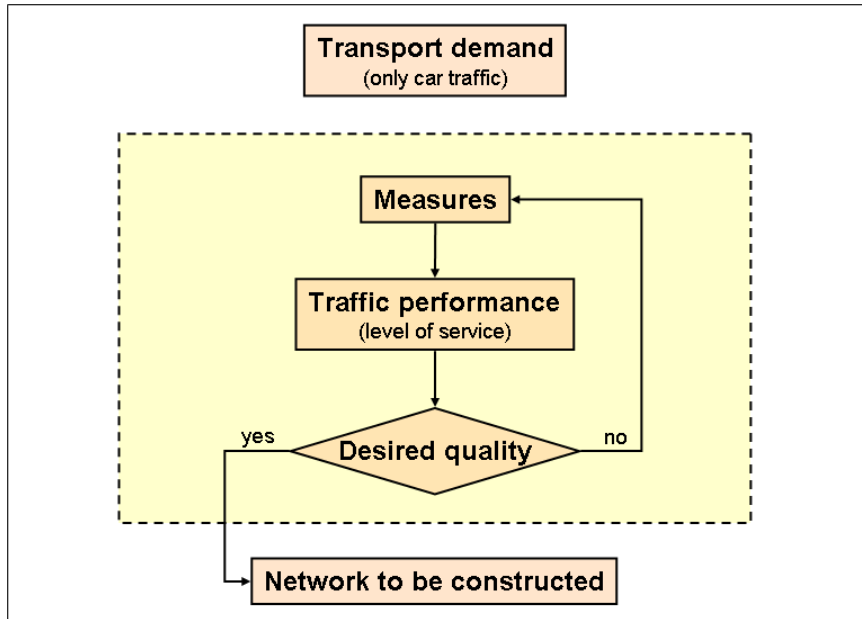 Transport demand
(only car traffic)
Measures
Traffic performance
(level of service)
Desired quality
yes
no
Network to be constructed